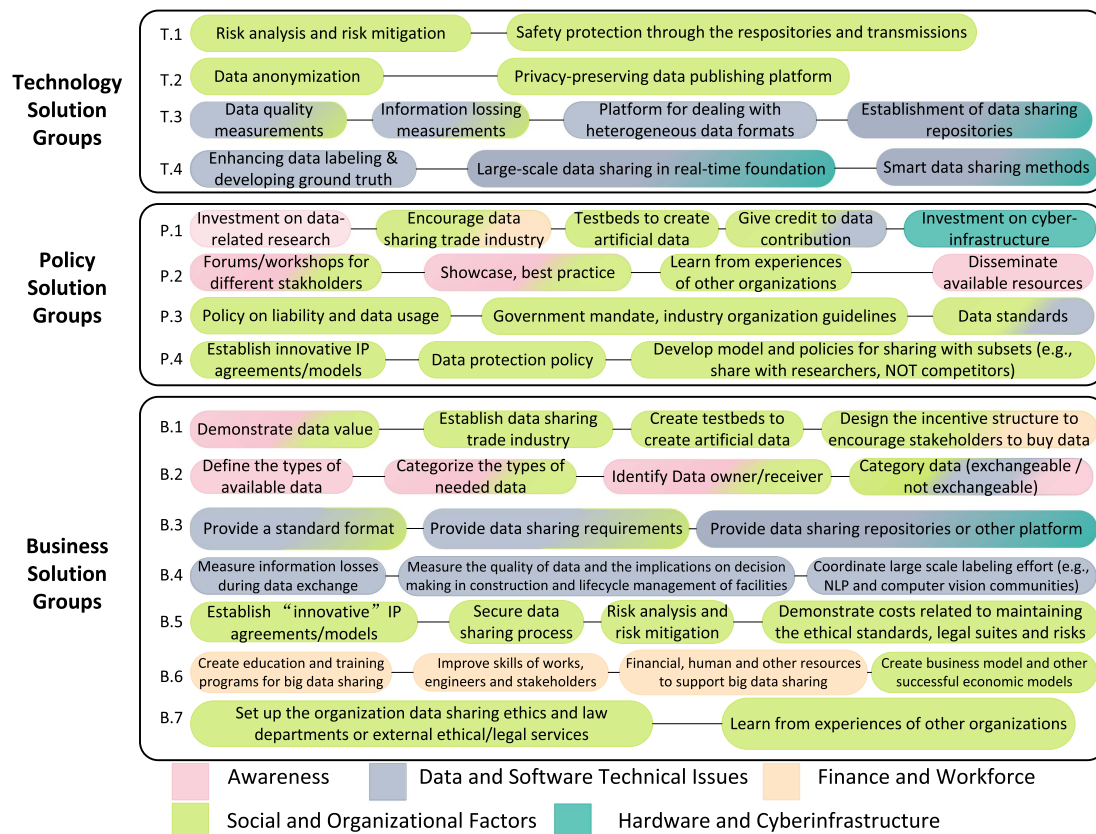 Technology
Solution
Groups
T.1
Risk analysis and risk mitigation
Safety protection through the respositories and transmissions
T.2
Data anonymization
Privacy-preserving data publishing platform
T.3
Data quality
measurements
Information lossing
measurements
Platform for dealing with
heterogeneous data formats
Establishment of data sharing
repositories
T.4
Enhancing data labeling &
developing ground truth
Large-scale data sharing in real-time foundation
Smart data sharing methods
Policy
Solution
Groups
P.1
Investment on data-
related research
Encourage data
sharing trade industry
Testbeds to create
artificial data
Give credit to data
contribution
Investment on cyber-
infrastructure
P.2
Forums/workshops for
different stakholders
Showcase, best practice
Learn from experiences
of other organizations
Disseminate
available resources
P.3
Policy on liability and data usage
Government mandate, industry organization guidelines
Data standards
P.4
Establish innovative IP
agreements/models
Data protection policy
Develop model and policies for sharing with subsets (e.g.,
share with researchers, NOT competitors)
Business
Solution
Groups
B.1
Demonstrate data value
Establish data sharing
trade industry
Create testbeds to
create artificial data
Design the incentive structure to
encourage stakeholders to buy data
B.2
Define the types of
available data
Categorize the types of
needed data
Identify Data owner/receiver
Category data (exchangeable /
not exchangeable)
B.3
Provide a standard format
Provide data sharing requirements
Provide data sharing repositories or other platform
B.4
Measure information losses
during data exchange
Measure the quality of data and the implications on decision
making in construction and lifecycle management of facilities
Coordinate large scale labeling effort (e.g.,
NLP and computer vision communities)
B.5
Establish “innovative” IP
agreements/models
Secure data
sharing process
Risk analysis and
risk mitigation
Demonstrate costs related to maintaining
the ethical standards, legal suites and risks
B.6
Create education and training
programs for big data sharing
Improve skills of works,
engineers and stakeholders
Financial, human and other resources
to support big data sharing
Create business model and other
successful economic models
B.7
Set up the organization data sharing ethics and law
departments or external ethical/legal services
Learn from experiences of other organizations
Awareness
Data and Software Technical Issues
Finance and Workforce
Social and Organizational Factors
Hardware and Cyberinfrastructure